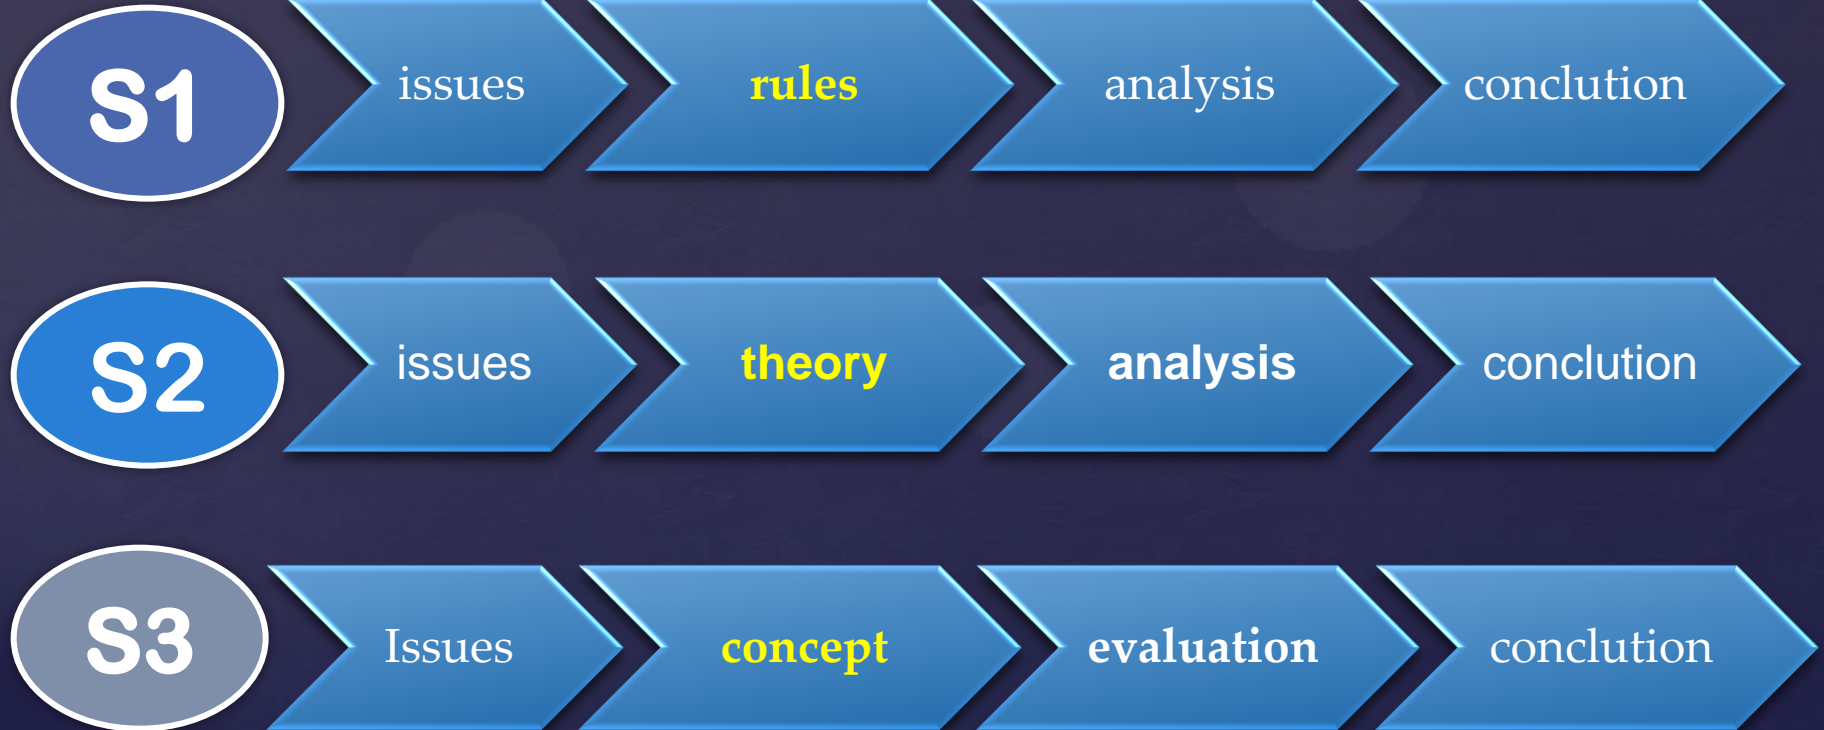 S1
issues
rules
analysis
conclution
S2
issues
theory
analysis
conclution
S3
Issues
concept
evaluation
conclution